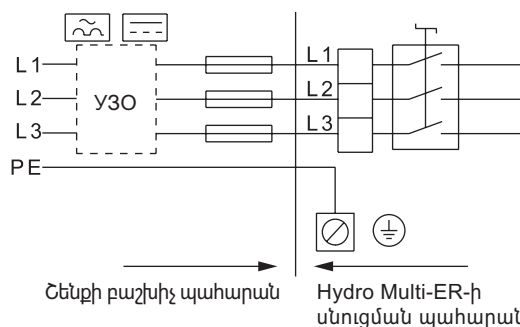 L1
L2
L3
PE
УЗО
L1
L2
L3
Շենքի բաշխիչ պահարան
Hydro Multi-ER-ի
սնուցման պահարան